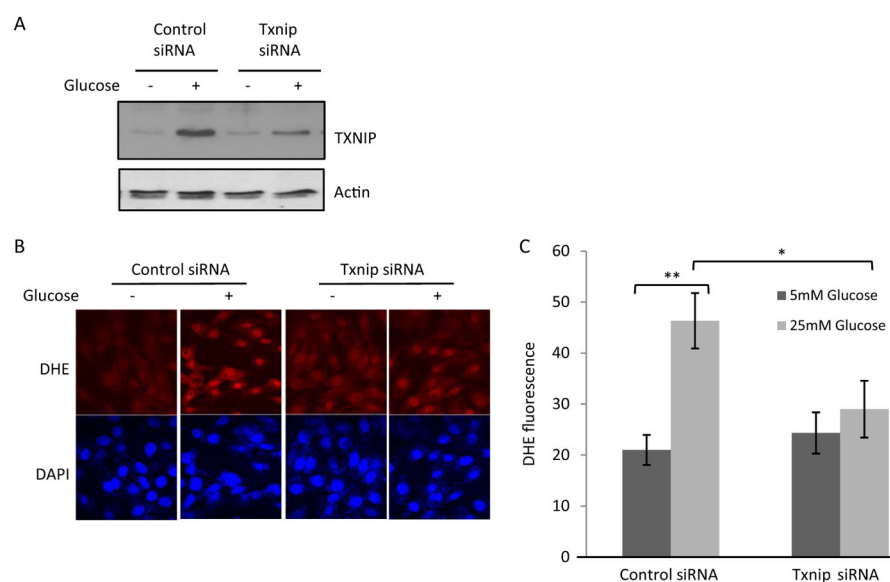 A
Control
siRNA
Txnip
siRNA
Glucose - + - +
TXNIP
Actin
B
Control siRNA Txnip siRNA
Glucose - + - +
DHE
DAPI
C
DHE fluorescence
60
50
40
30
20
10
0
**
*
5mM Glucose
25mM Glucose
Control siRNA Txnip siRNA